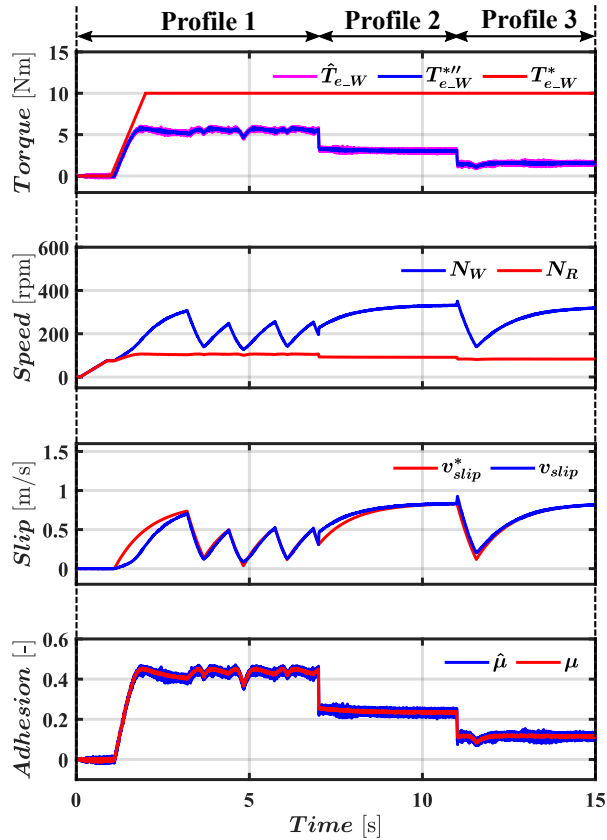 Profile 1 Profile 2 Profile 3
15
10
5
0
Torque [Nm]
T̂e_W T*′′e_W T*e_W
600
400
200
0
Speed [rpm]
NW NR
1.5
1
0.5
0
Slip [m/s]
v*slip vslip
0.6
0.4
0.2
0
Adhesion [-]
μ̂ μ
0 5 10 15
Time [s]